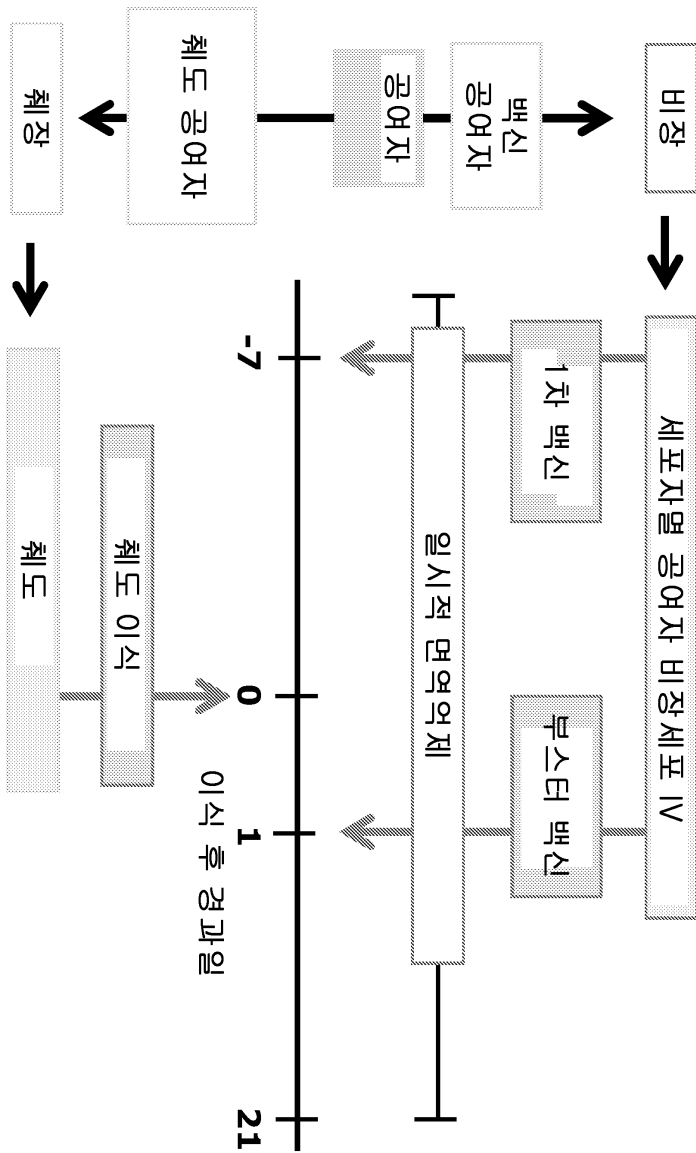 비장
세포자멸 공여자 비장세포 IV
백신
공여자
1차 백신
부스터 백신
공여자
일시적 면역억제
-7 0 1 21
이식 후 경과일
췌도 공여자
췌도 이식
췌장
췌도